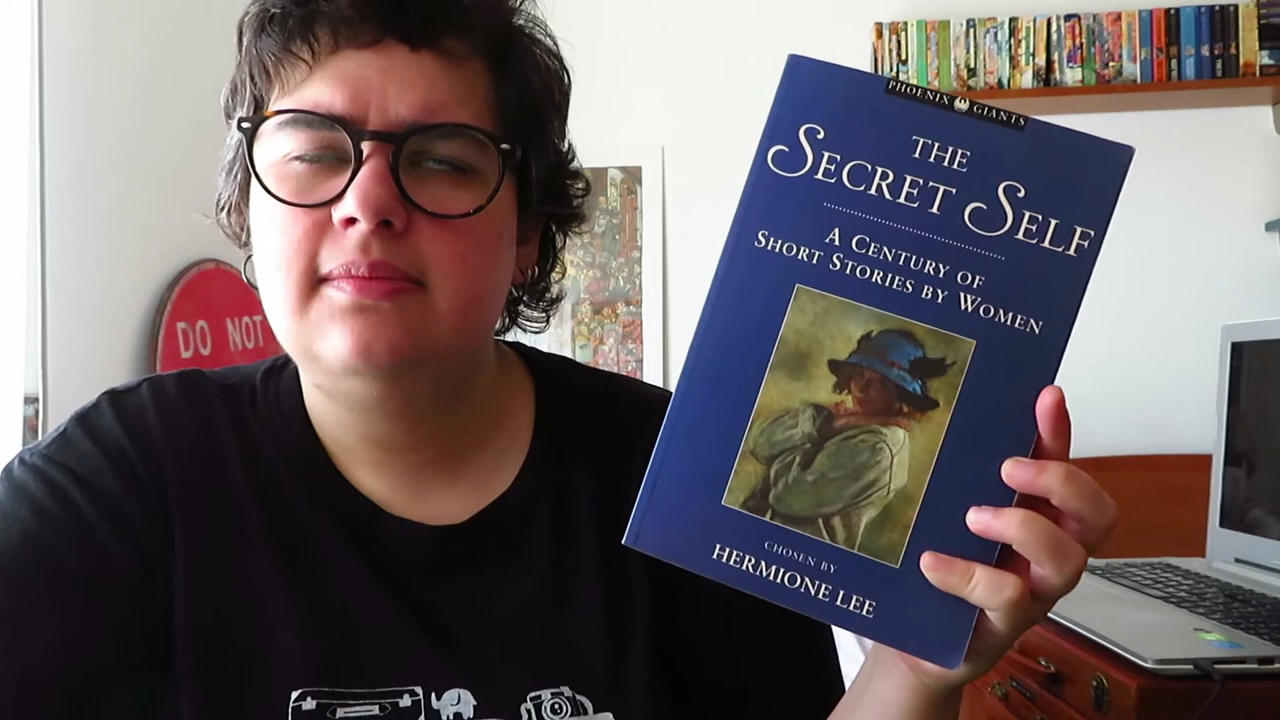 DO NOT
PHOENIX GIANTS
THE
SECRET SELF
A CENTURY OF
SHORT STORIES BY WOMEN
CHOSEN BY
HERMIONE LEE